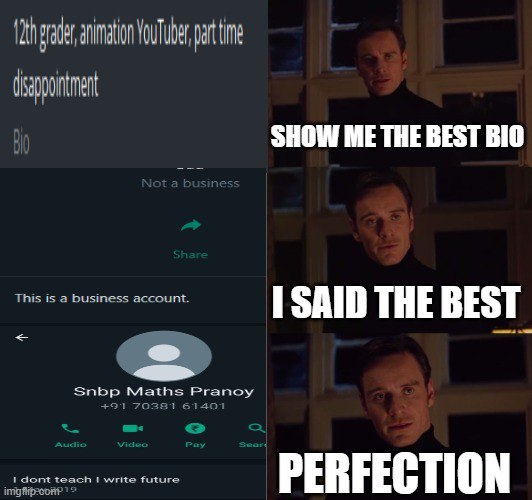 12th grader, animation YouTuber, part time
disappointment
Bio
SHOW ME THE BEST BIO
Not a business
Share
This is a business account.
I SAID THE BEST
Snbp Maths Pranoy
+91 70381 61401
Audio Video Pay
I dont teach I write future
2019
imgflip.com
PERFECTION